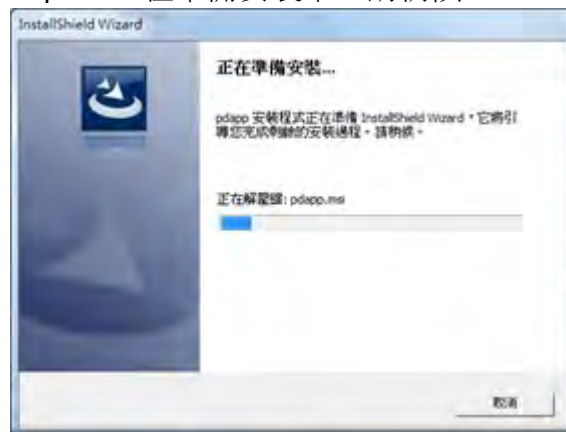 InstallShield Wizard
正在準備安裝...
pdapp 安裝程式正在準備 InstallShield Wizard，它將引
導您完成剩餘的安裝過程。請稍候。
正在解壓縮: pdapp.msi
取消